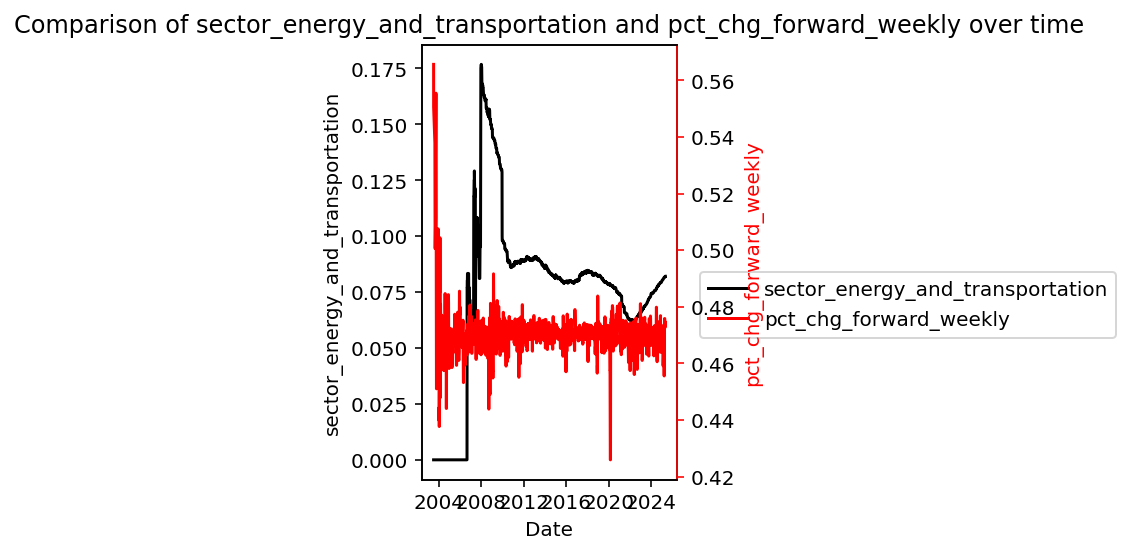 Comparison of sector_energy_and_transportation and pct_chg_forward_weekly over time
sector_energy_and_transportation
0.175
0.150
0.125
0.100
0.075
0.050
0.025
0.000
0.56
0.54
0.52
0.50
0.48
0.46
0.44
0.42
pct_chg_forward_weekly
sector_energy_and_transportation
pct_chg_forward_weekly
2004 2008 2012 2016 2020 2024
Date